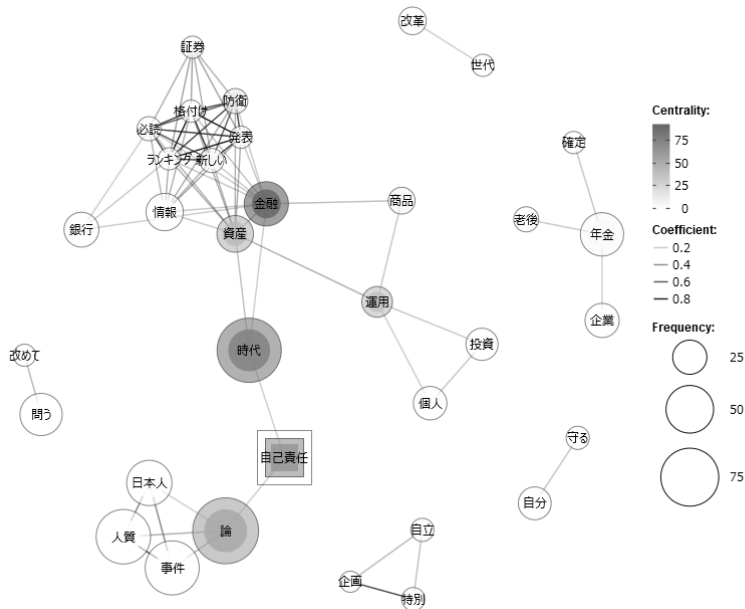 改革
世代
証券
防衛
格付け
必読
発表
ランキング
新しい
情報
金融
銀行
資産
商品
運用
時代
投資
個人
確定
老後
年金
企業
改めて
問う
自己責任
日本人
人質
論
事件
守る
自分
自立
企画
特別
Centrality:
75
50
25
0
Coefficient:
0.2
0.4
0.6
0.8
Frequency:
25
50
75